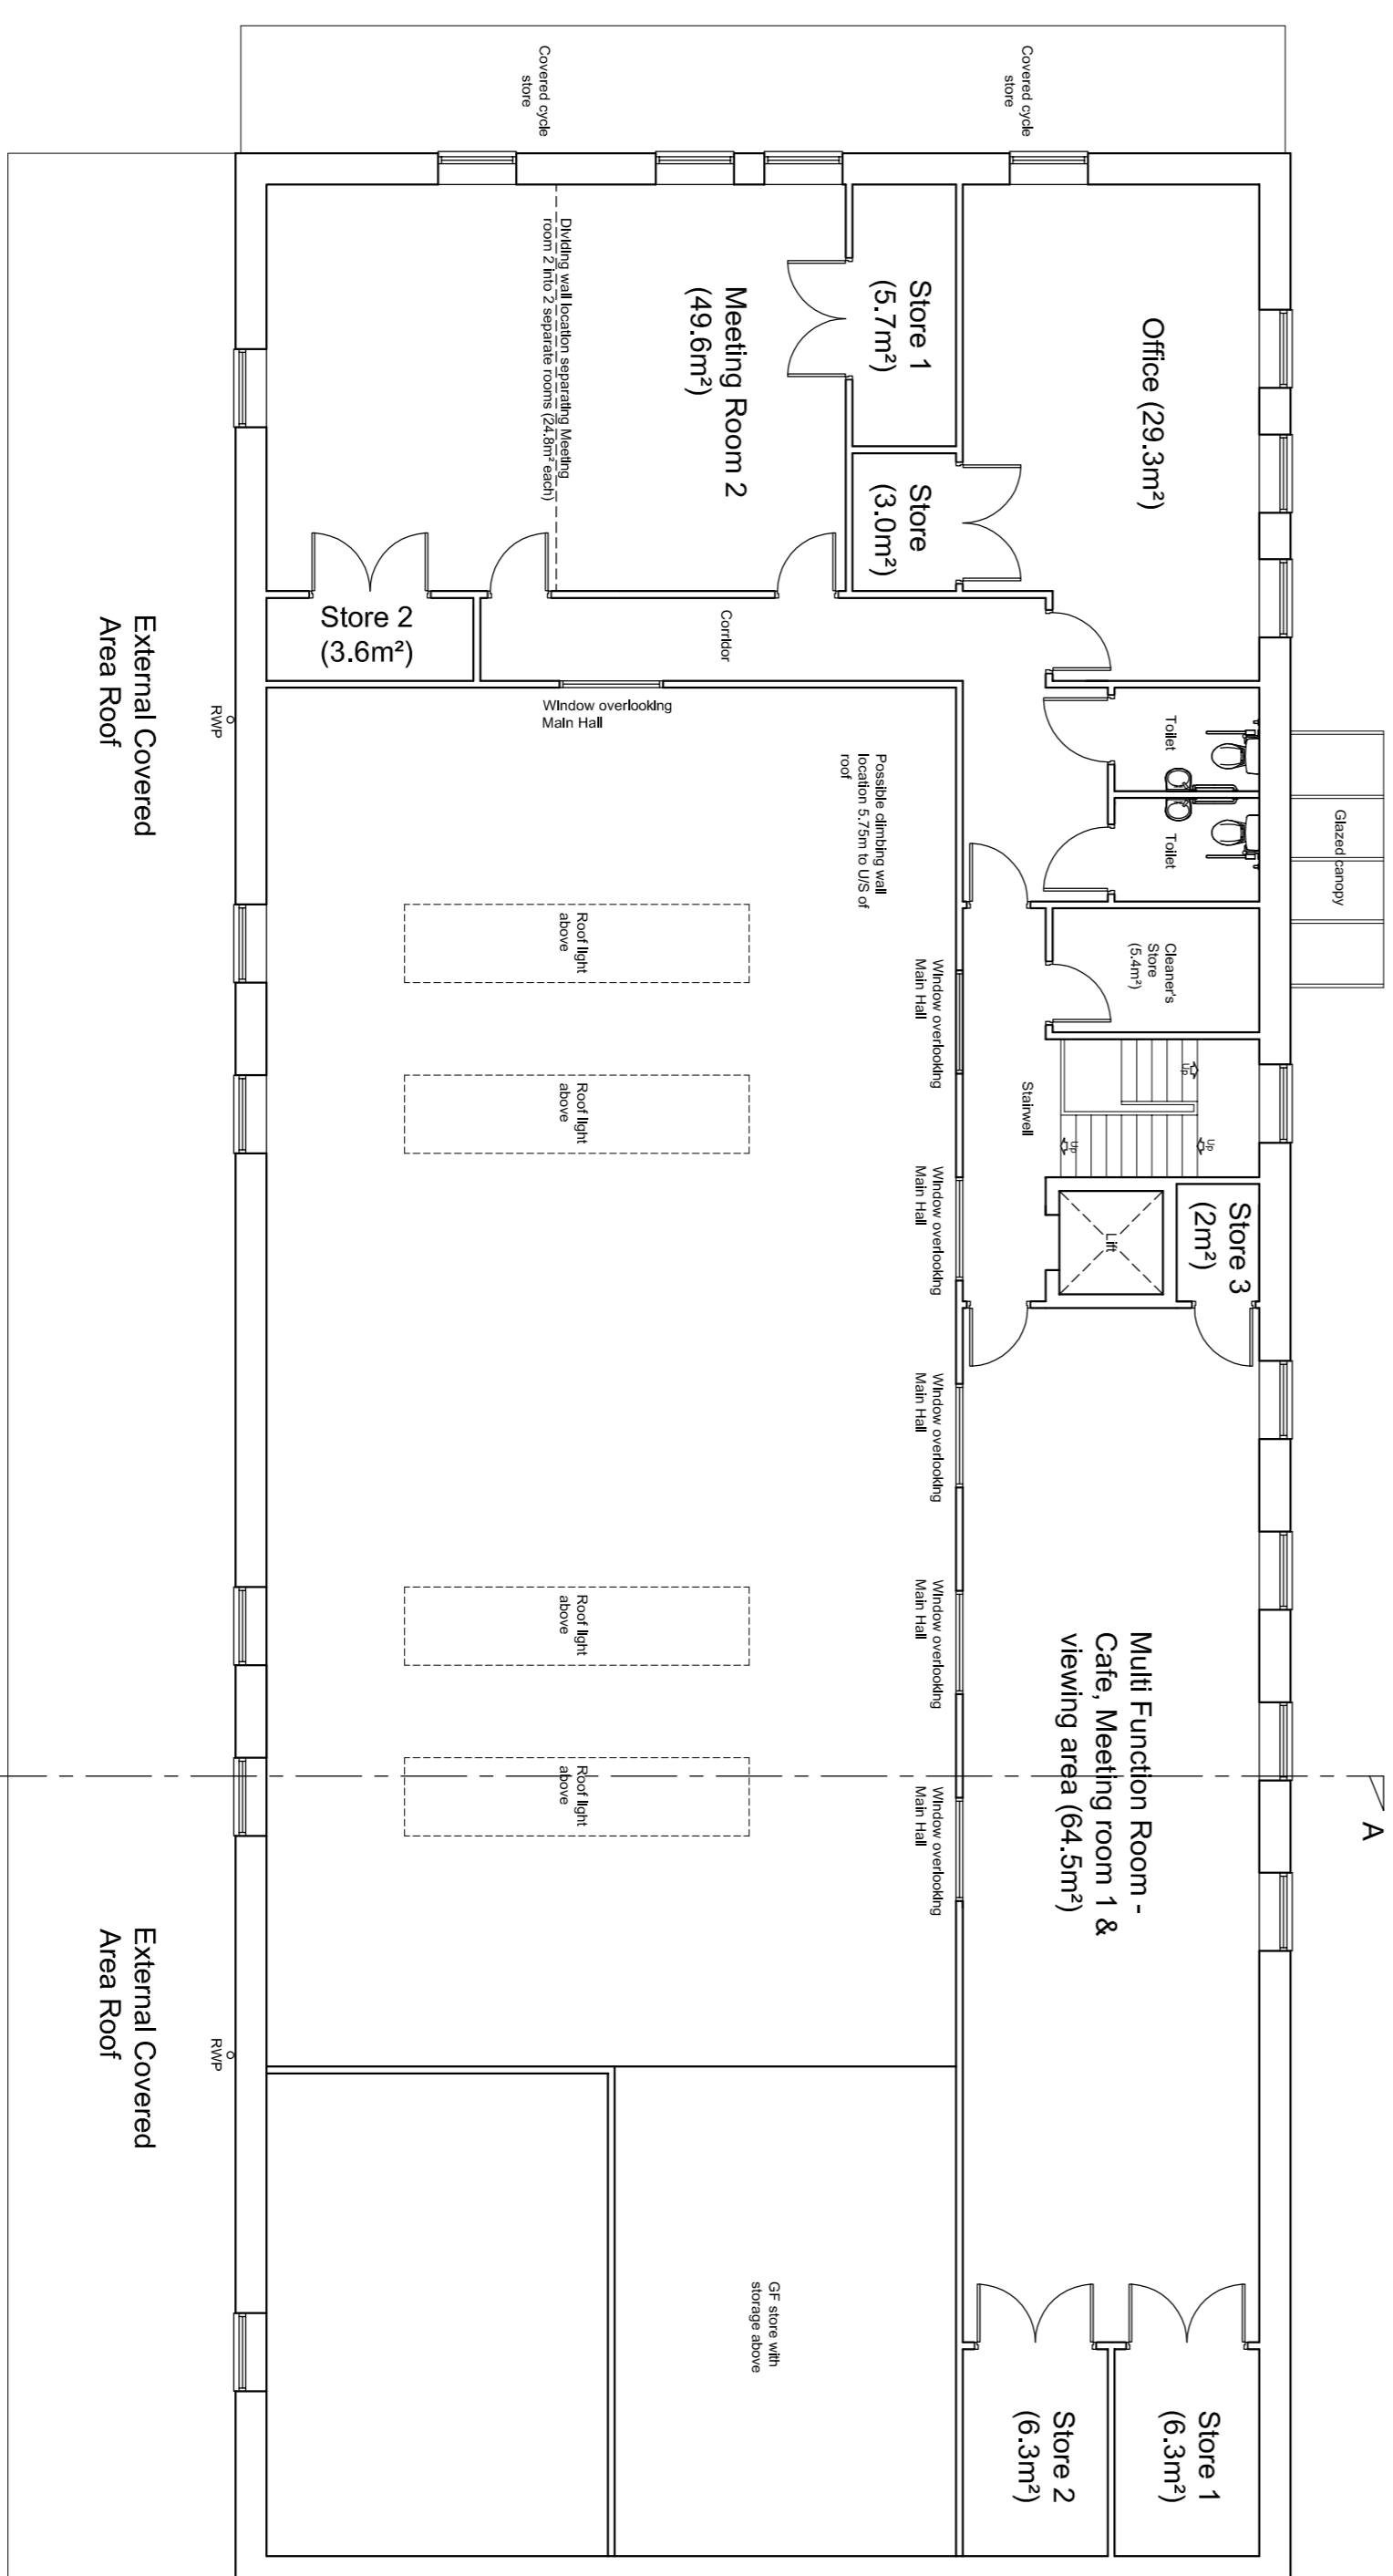 Covered cycle
store
Covered cycle
store
Office (29.3m²)
Store 1
(5.7m²)
Store
(3.0m²)
Meeting Room 2
(49.6m²)
Dividing wall location separating Meeting
room 2 into 2 separate rooms (24.8m² each)
Store 2
(3.6m²)
Corridor
Window overlooking
Main Hall
External Covered
Area Roof
RWP
Toilet
Toilet
Glazed canopy
Possible climbing wall
location 5.75m to U/S of
roof
Cleaner's
Store
(5.4m²)
Stairwell
Up
Up
Up
Lift
Store 3
(2m²)
Roof light
above
Roof light
above
Roof light
above
Roof light
above
Window overlooking
Main Hall
Window overlooking
Main Hall
Window overlooking
Main Hall
Window overlooking
Main Hall
Window overlooking
Main Hall
Multi Function Room -
Cafe, Meeting room 1 &
viewing area (64.5m²)
A
External Covered
Area Roof
RWP
GF store with
storage above
Store 1
(6.3m²)
Store 2
(6.3m²)